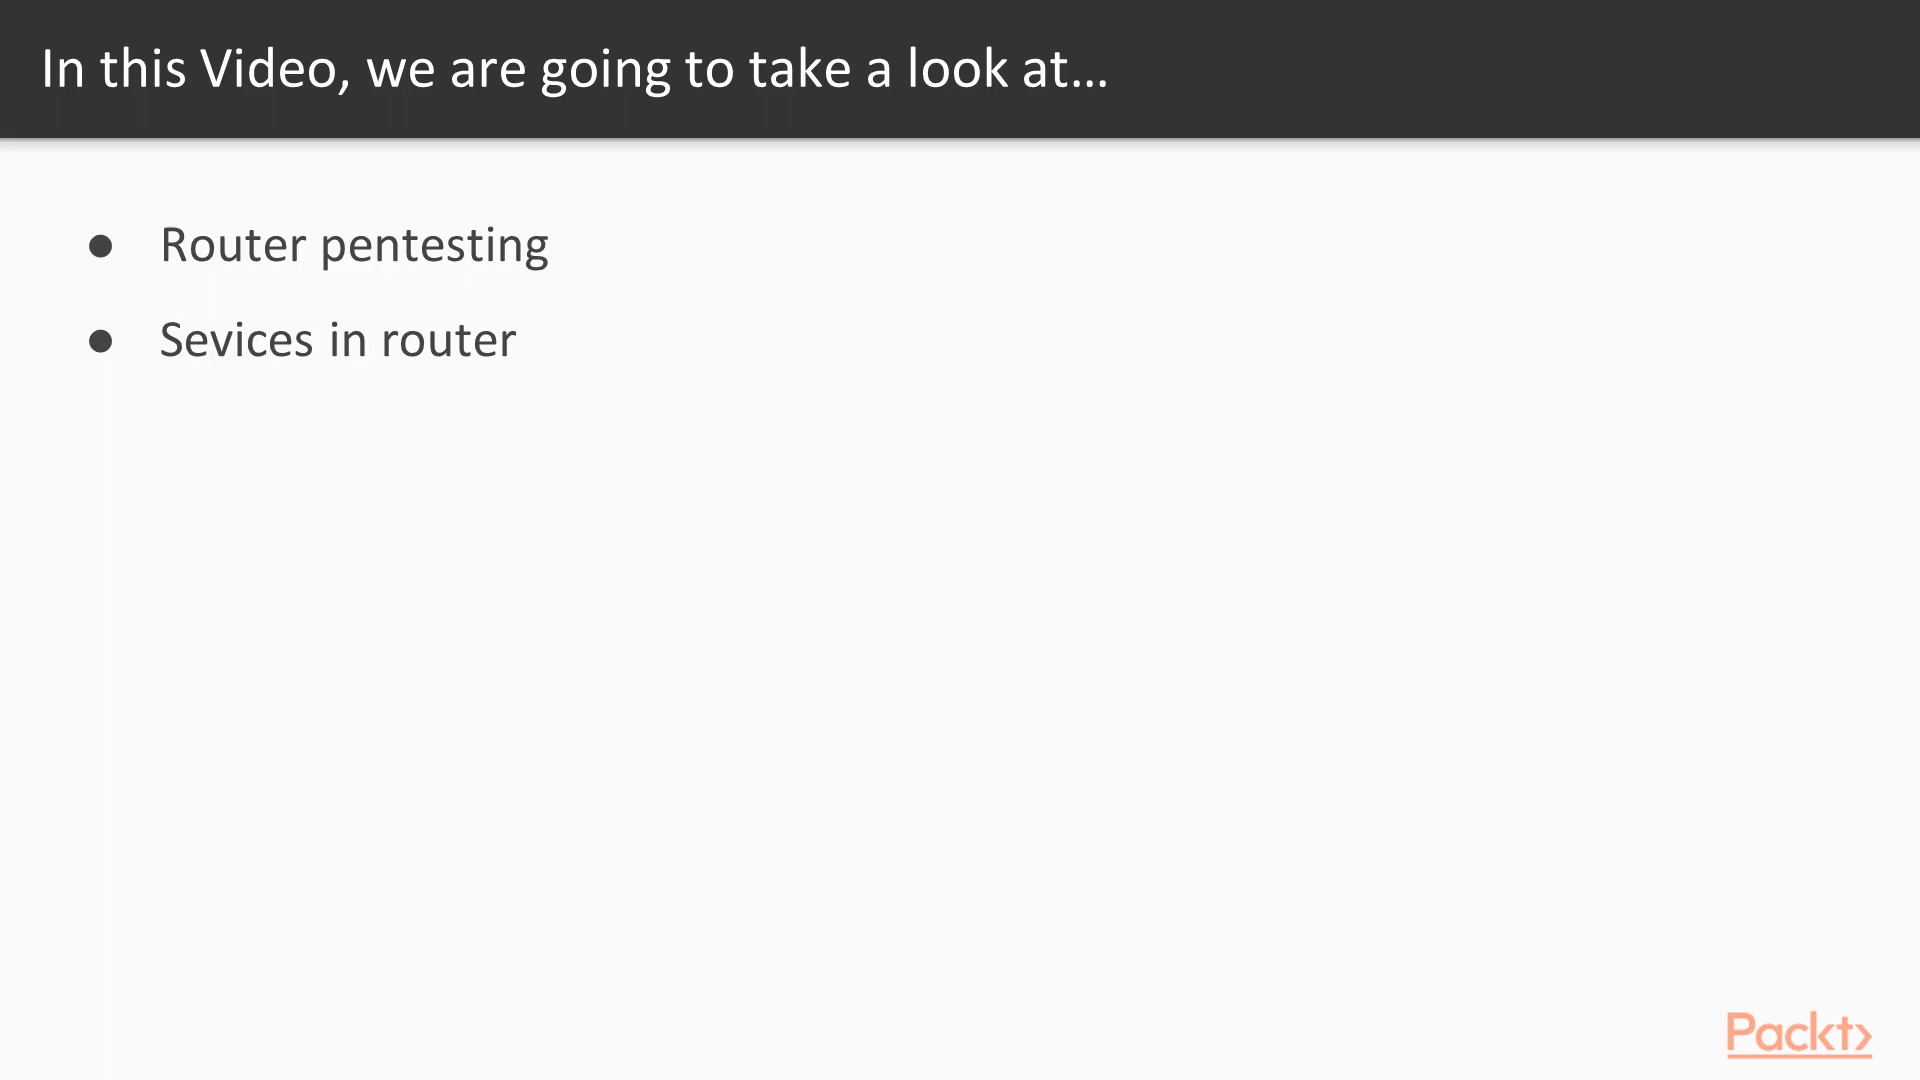 In this Video, we are going to take a look at...
● Router pentesting
● Sevices in router
Packt>